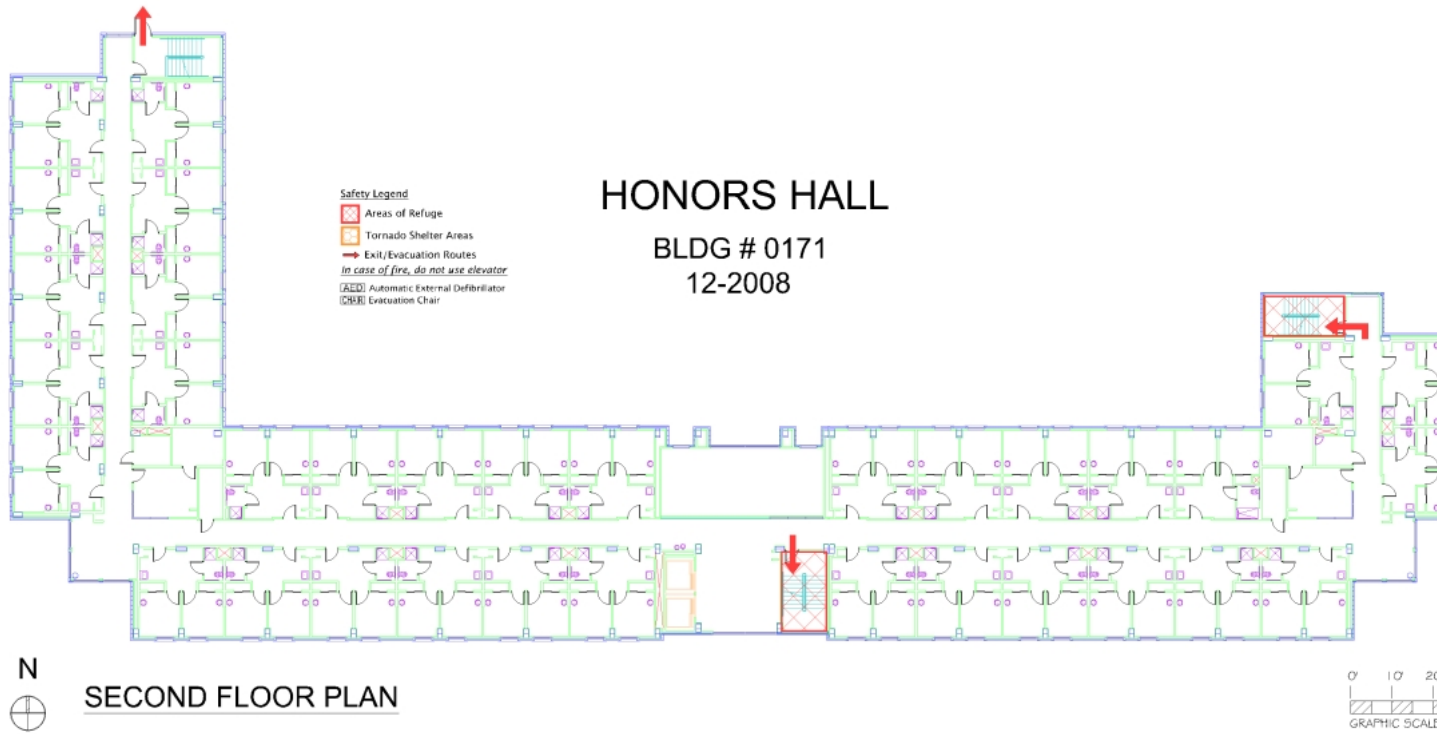 HONORS HALL
BLDG # 0171
12-2008
Safety Legend
Areas of Refuge
Tornado Shelter Areas
Exit/Evacuation Routes
In case of fire, do not use elevator
AED Automatic External Defibrillator
CHAIR Evacuation Chair
N
SECOND FLOOR PLAN
0' 10' 20
GRAPHIC SCALE